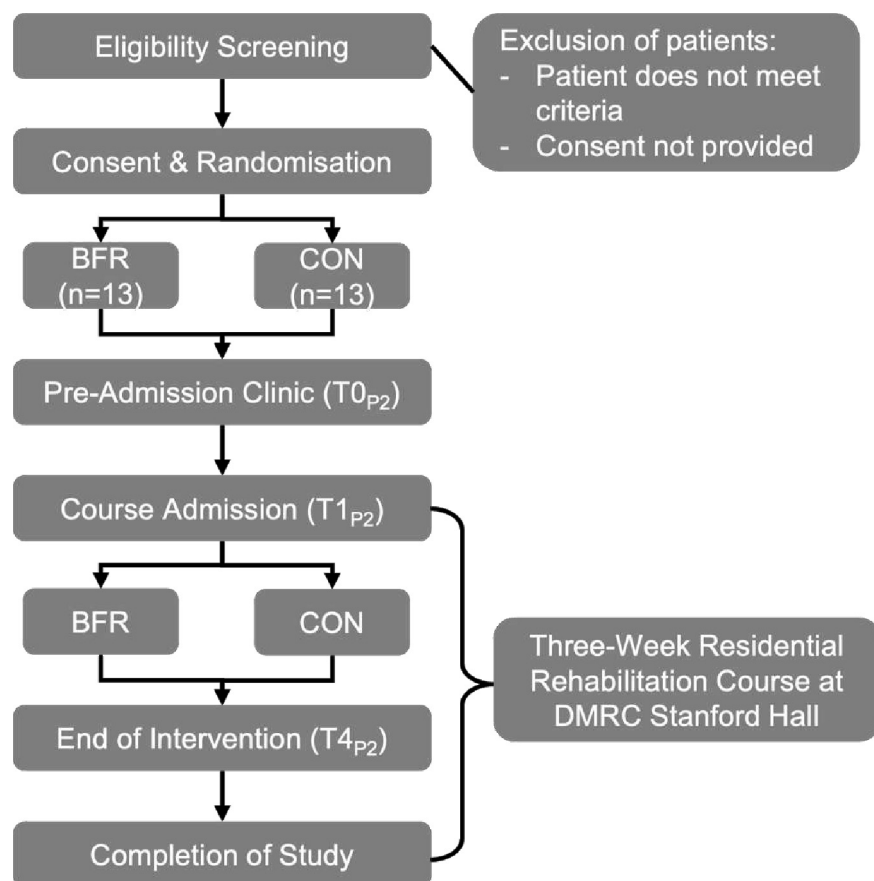 Eligibility Screening
Exclusion of patients:
- Patient does not meet
criteria
- Consent not provided
Consent & Randomisation
BFR
(n=13)
CON
(n=13)
Pre-Admission Clinic (T0P2)
Course Admission (T1P2)
BFR
CON
Three-Week Residential
Rehabilitation Course at
DMRC Stanford Hall
End of Intervention (T4P2)
Completion of Study